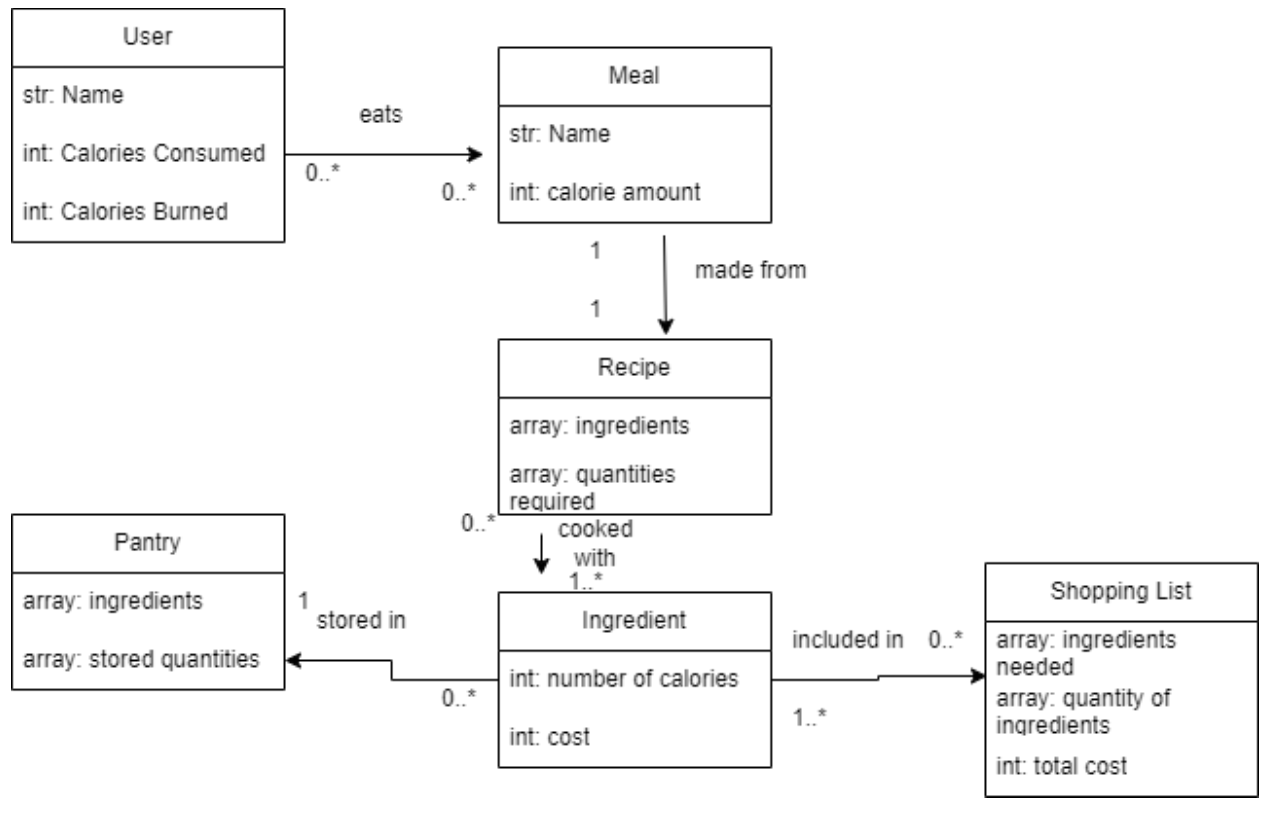 User
str: Name
int: Calories Consumed
int: Calories Burned
eats
0..*
0..*
Meal
str: Name
int: calorie amount
1
made from
1
Recipe
array: ingredients
array: quantities
required
0..*
cooked
with
1..*
Pantry
array: ingredients
array: stored quantities
1
stored in
0..*
Ingredient
int: number of calories
int: cost
included in
0..*
1..*
Shopping List
array: ingredients
needed
array: quantity of
ingredients
int: total cost